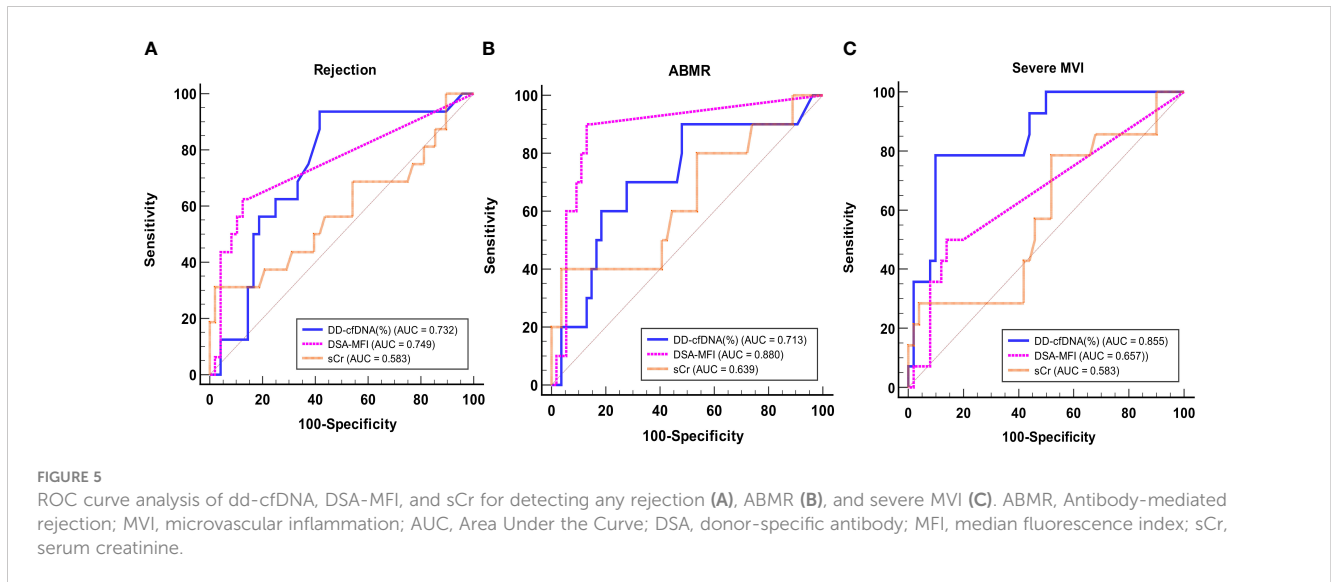 A
Rejection
Sensitivity
100
80
60
40
20
0
0 20 40 60 80 100
100-Specificity
DD-cfDNA(%) (AUC = 0.732)
DSA-MFI (AUC = 0.749)
sCr (AUC = 0.583)
B
ABMR
Sensitivity
100
80
60
40
20
0
0 20 40 60 80 100
100-Specificity
DD-cfDNA(%) (AUC = 0.713)
DSA-MFI (AUC = 0.880)
sCr (AUC = 0.639)
C
Severe MVI
Sensitivity
100
80
60
40
20
0
0 20 40 60 80 100
100-Specificity
DD-cfDNA(%) (AUC = 0.855)
DSA-MFI (AUC = 0.657))
sCr (AUC = 0.583)
FIGURE 5
ROC curve analysis of dd-cfDNA, DSA-MFI, and sCr for detecting any rejection (A), ABMR (B), and severe MVI (C). ABMR, Antibody-mediated
rejection; MVI, microvascular inflammation; AUC, Area Under the Curve; DSA, donor-specific antibody; MFI, median fluorescence index; sCr,
serum creatinine.